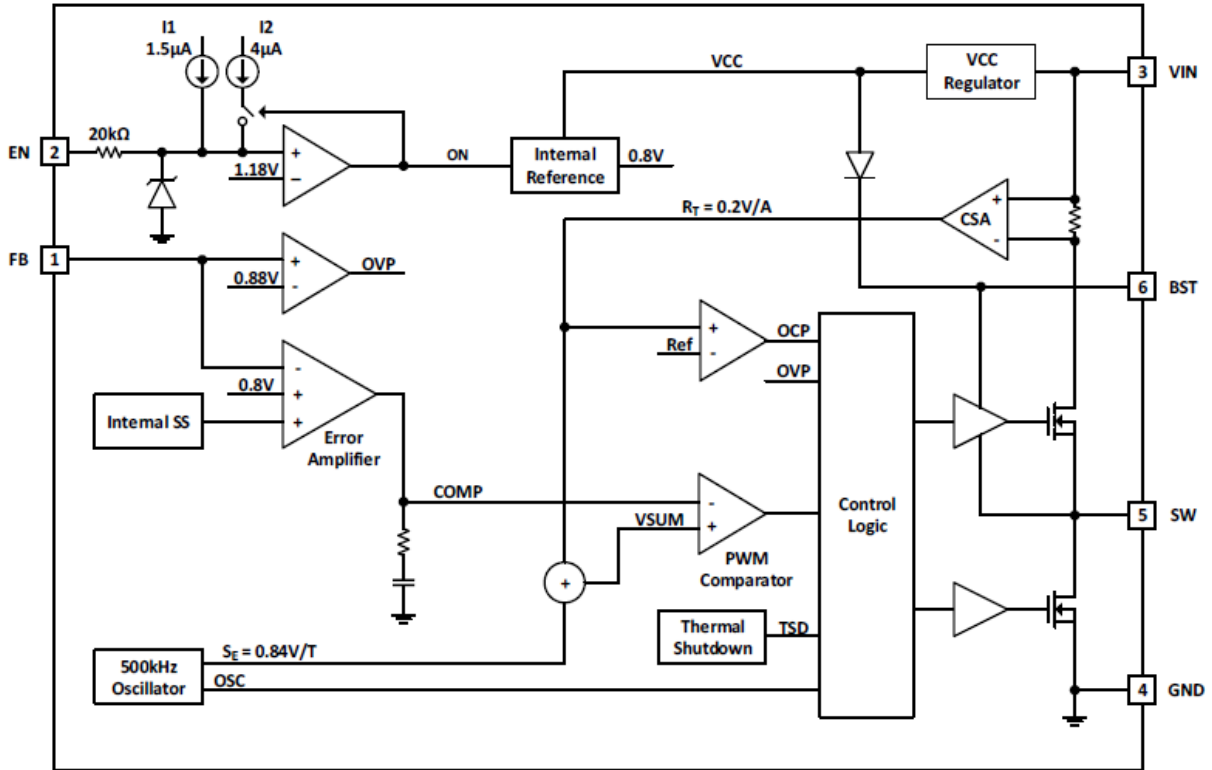 I1
1.5µA
I2
4µA
VCC
VCC
Regulator
3
VIN
EN
2
20kΩ
+
1.18V
–
ON
Internal
Reference
0.8V
RT = 0.2V/A
CSA
+
-
FB
1
+
0.88V
-
OVP
6
BST
+
Ref
-
OCP
OVP
-
0.8V
+
+
Internal SS
Error
Amplifier
COMP
-
VSUM
+
PWM
Comparator
Control
Logic
5
SW
+
Thermal
Shutdown
TSD
SE = 0.84V/T
500kHz
Oscillator
OSC
4
GND